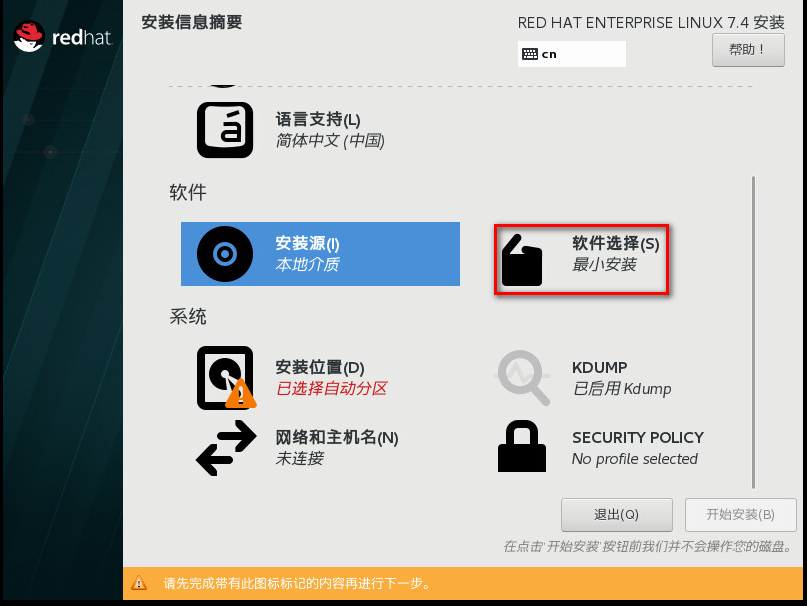 redhat.
安装信息摘要
RED HAT ENTERPRISE LINUX 7.4 安装
cn
帮助！
á
语言支持(L)
简体中文 (中国)
软件
安装源(I)
本地介质
软件选择(S)
最小安装
系统
安装位置(D)
已选择自动分区
KDUMP
已启用 Kdump
网络和主机名(N)
未连接
SECURITY POLICY
No profile selected
退出(Q)
开始安装(B)
在点击'开始安装'按钮前我们并不会操作您的磁盘。
请先完成带有此图标标记的内容再进行下一步。